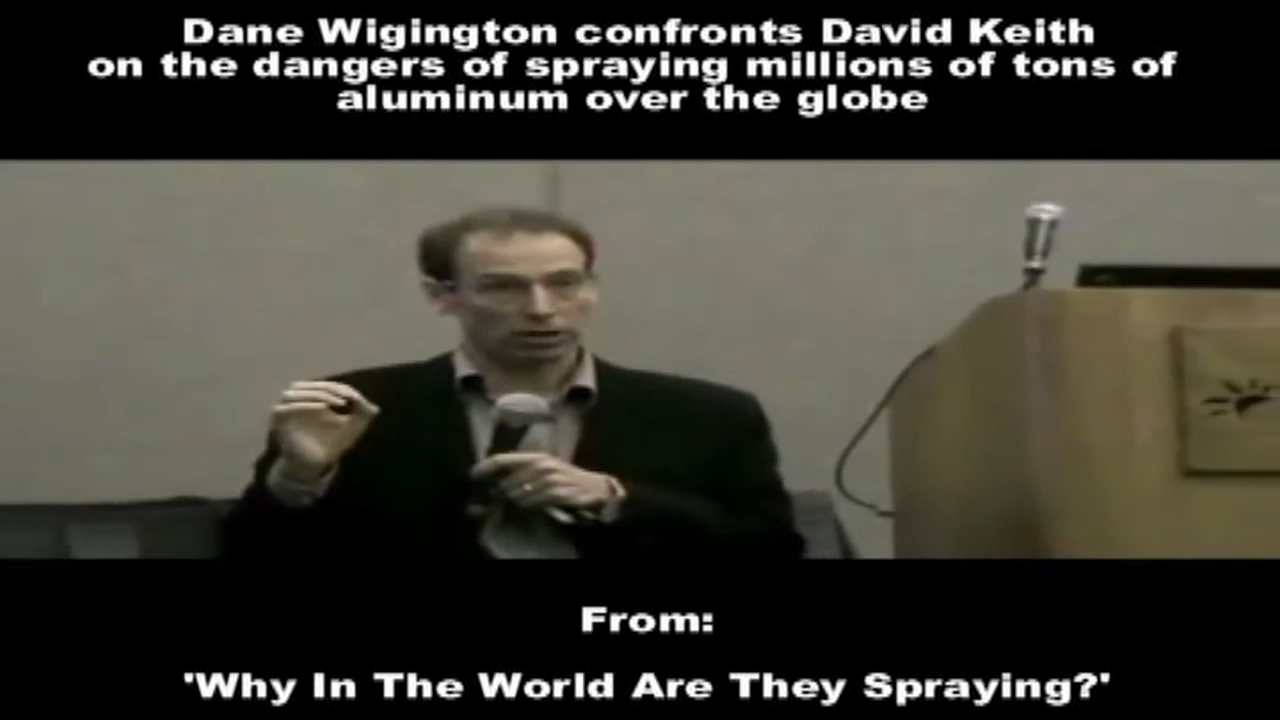 Dane Wigington confronts David Keith
on the dangers of spraying millions of tons of
aluminum over the globe
From:
'Why In The World Are They Spraying?'